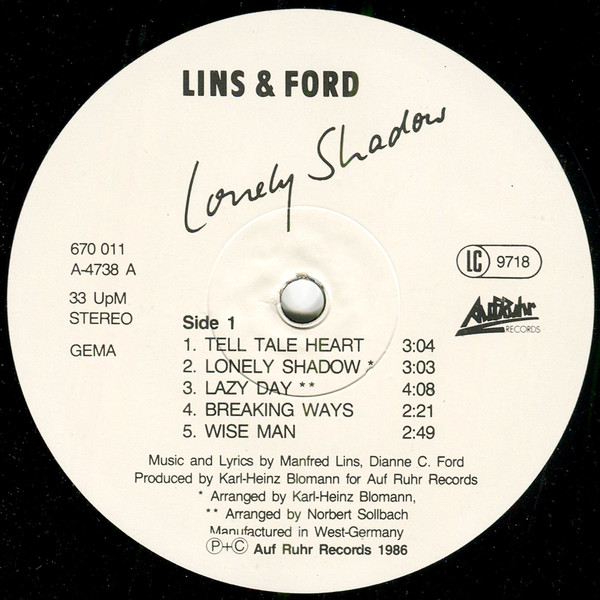 LINS & FORD
Lonely Shadow
670 011
A-4738 A
33 UpM
STEREO
GEMA
LC 9718
AufRuhr
RECORDS
Side 1
1. TELL TALE HEART 3:04
2. LONELY SHADOW * 3:03
3. LAZY DAY ** 4:08
4. BREAKING WAYS 2:21
5. WISE MAN 2:49
Music and Lyrics by Manfred Lins, Dianne C. Ford
Produced by Karl-Heinz Blomann for Auf Ruhr Records
* Arranged by Karl-Heinz Blomann,
** Arranged by Norbert Sollbach
Manufactured in West-Germany
Ⓟ+Ⓒ Auf Ruhr Records 1986